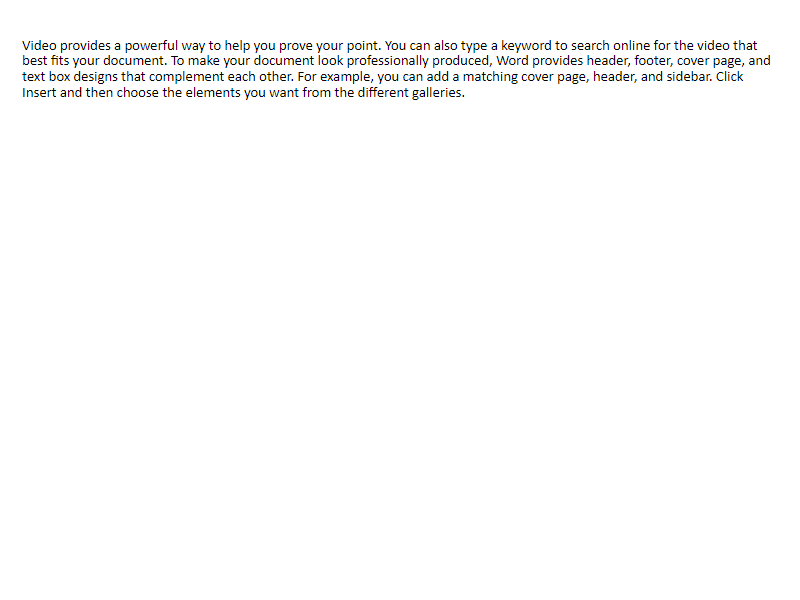 Video provides a powerful way to help you prove your point. You can also type a keyword to search online for the video that
best fits your document. To make your document look professionally produced, Word provides header, footer, cover page, and
text box designs that complement each other. For example, you can add a matching cover page, header, and sidebar. Click
Insert and then choose the elements you want from the different galleries.